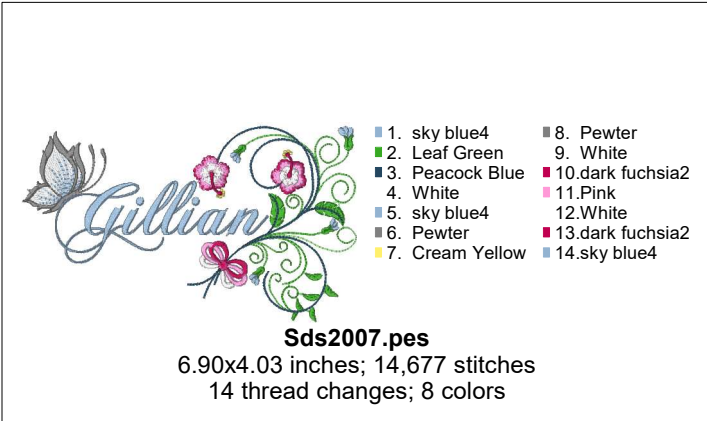 Gillian
1. sky blue4
2. Leaf Green
3. Peacock Blue
4. White
5. sky blue4
6. Pewter
7. Cream Yellow
8. Pewter
9. White
10.dark fuchsia2
11.Pink
12.White
13.dark fuchsia2
14.sky blue4
Sds2007.pes
6.90x4.03 inches; 14,677 stitches
14 thread changes; 8 colors